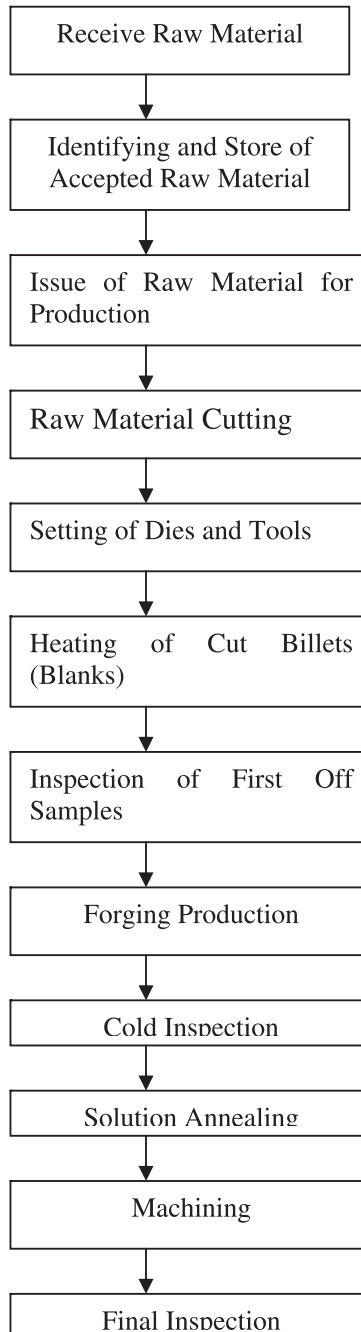 Receive Raw Material
Identifying and Store of
Accepted Raw Material
Issue of Raw Material for
Production
Raw Material Cutting
Setting of Dies and Tools
Heating of Cut Billets
(Blanks)
Inspection of First Off
Samples
Forging Production
Cold Inspection
Solution Annealing
Machining
Final Inspection